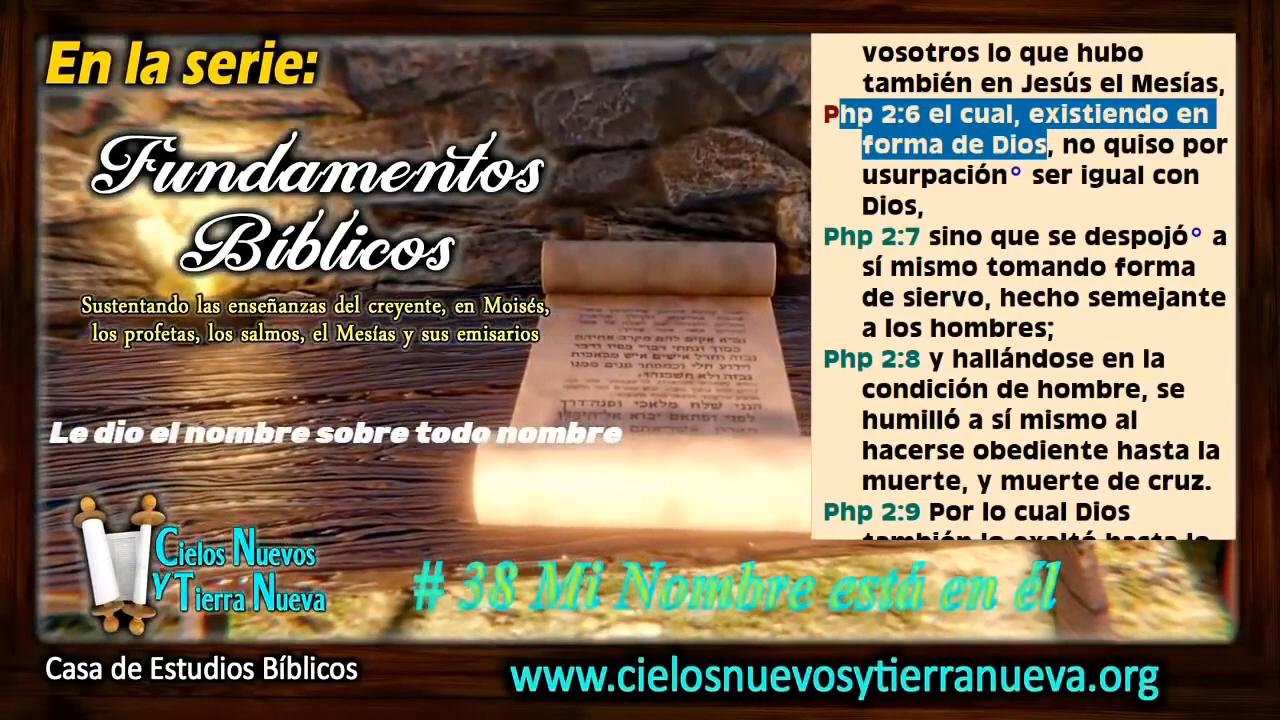 En la serie:
Fundamentos
Bíblicos
Sustentando las enseñanzas del creyente, en Moisés,
los profetas, los salmos, el Mesías y sus emisarios
Le dio el nombre sobre todo nombre
Cielos Nuevos
Y Tierra Nueva
# 38 Mi Nombre está en él
Casa de Estudios Bíblicos
www.cielosnuevosytierranueva.org
vosotros lo que hubo
también en Jesús el Mesías,
Php 2:6 el cual, existiendo en
forma de Dios, no quiso por
usurpación° ser igual con
Dios,
Php 2:7 sino que se despojó° a
sí mismo tomando forma
de siervo, hecho semejante
a los hombres;
Php 2:8 y hallándose en la
condición de hombre, se
humilló a sí mismo al
hacerse obediente hasta la
muerte, y muerte de cruz.
Php 2:9 Por lo cual Dios
también lo exaltó hasta lo